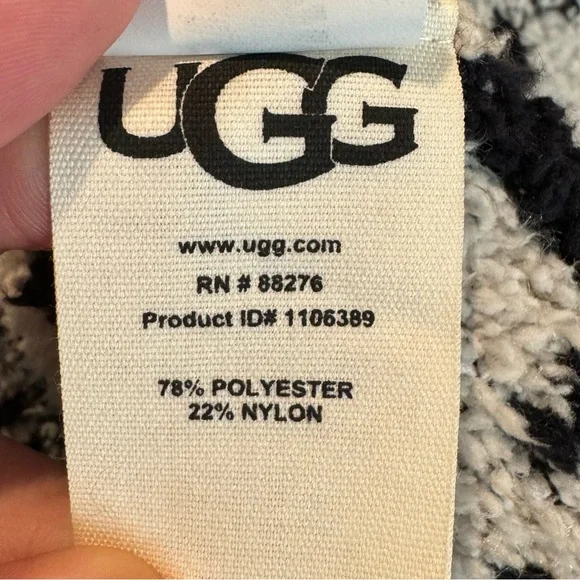 UGG
www.ugg.com
RN # 88276
Product ID# 1106389
78% POLYESTER
22% NYLON